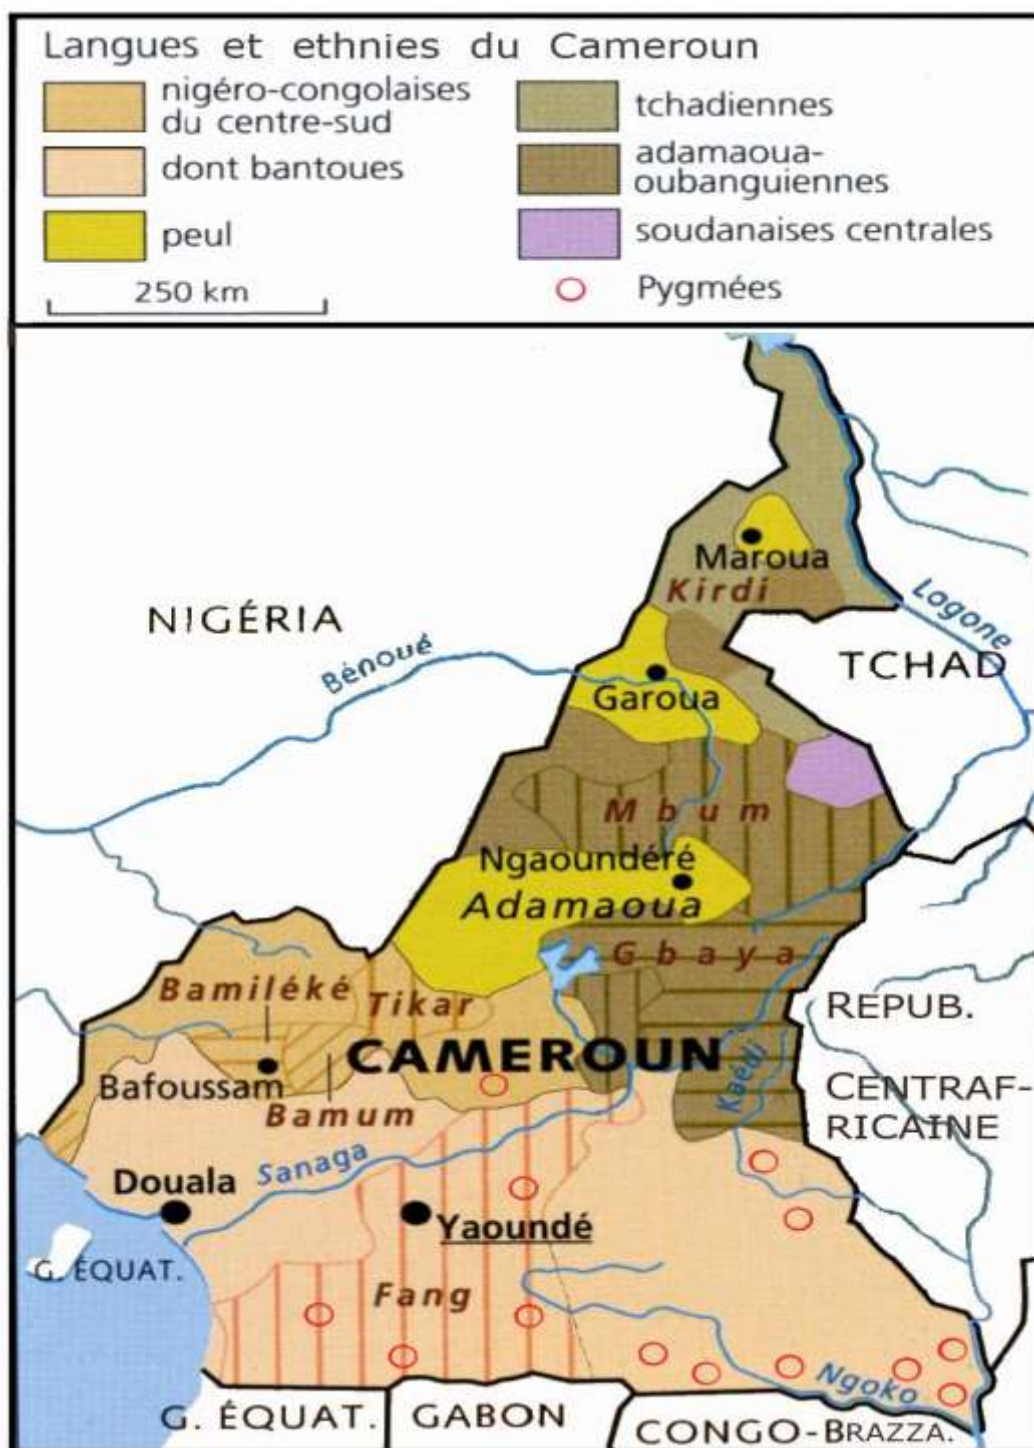 Langues et ethnies du Cameroun
nigéro-congolaises
du centre-sud
dont bantoues
peul
250 km
tchadiennes
adamaoua-
oubanguiennes
soudanaises centrales
Pygmées
Maroua
Kirdi
NIGÉRIA
Logone
Bénoué
TCHAD
Garoua
Mbum
Ngaoundéré
Adamaoua
Gbaya
Bamiléké
Tikar
RÉPUB.
CAMEROUN
Bafoussam
Kaédi
CENTRAF-
RICAINE
Bamum
Sanaga
Douala
Yaoundé
G. ÉQUAT.
Fang
Ngoko
G. ÉQUAT.
GABON
CONGO-BRAZZA.